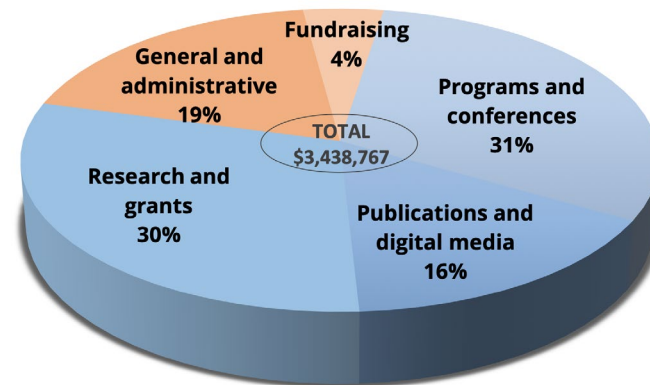 Fundraising
4%
General and
administrative
19%
Programs and
conferences
31%
TOTAL
$3,438,767
Research and
grants
30%
Publications and
digital media
16%